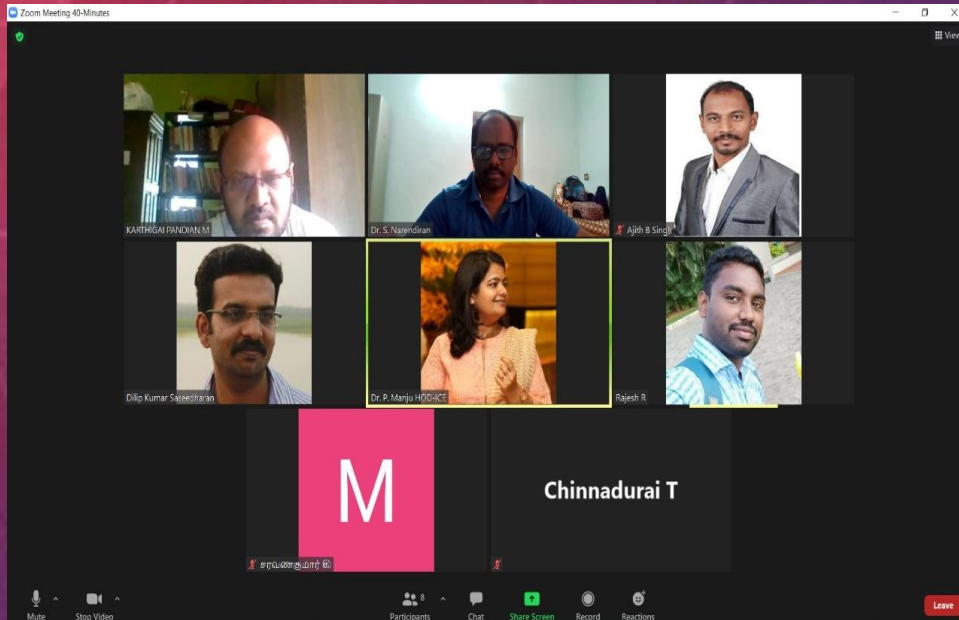 Zoom Meeting 40-Minutes
View
KARTHIGAI PANDIAN M
Dr. S. Narendiran
Ajith B Singh
Dilip Kumar Sateedharan
Dr. P. Manju HOD-ICE
Rajesh R
M
Chinnadurai T
சரவணகுமார் இ
8
Mute
Stop Video
Participants
Chat
Share Screen
Record
Reactions
Leave